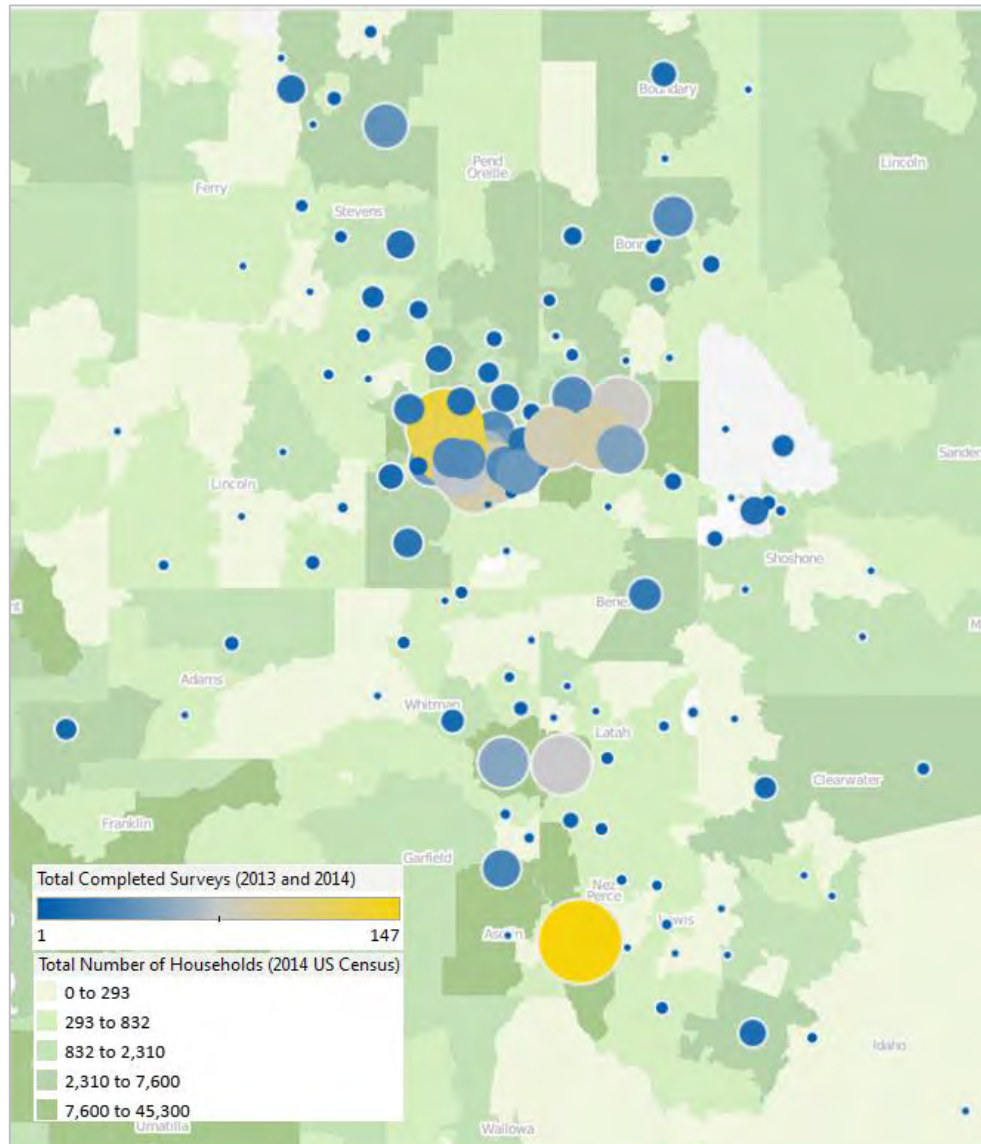 Boundary
Pend
Oreille
Lincoln
Ferry
Stevens
Bonn
Sande
Lincoln
Shoshone
nt
Bene
M
Adams
Whitman
Latah
Clearwater
Franklin
Garfield
Nez
Perce
Lewis
Asotin
Idaho
Umatilla
Wallowa
Total Completed Surveys (2013 and 2014)
1 147
Total Number of Households (2014 US Census)
0 to 293
293 to 832
832 to 2,310
2,310 to 7,600
7,600 to 45,300